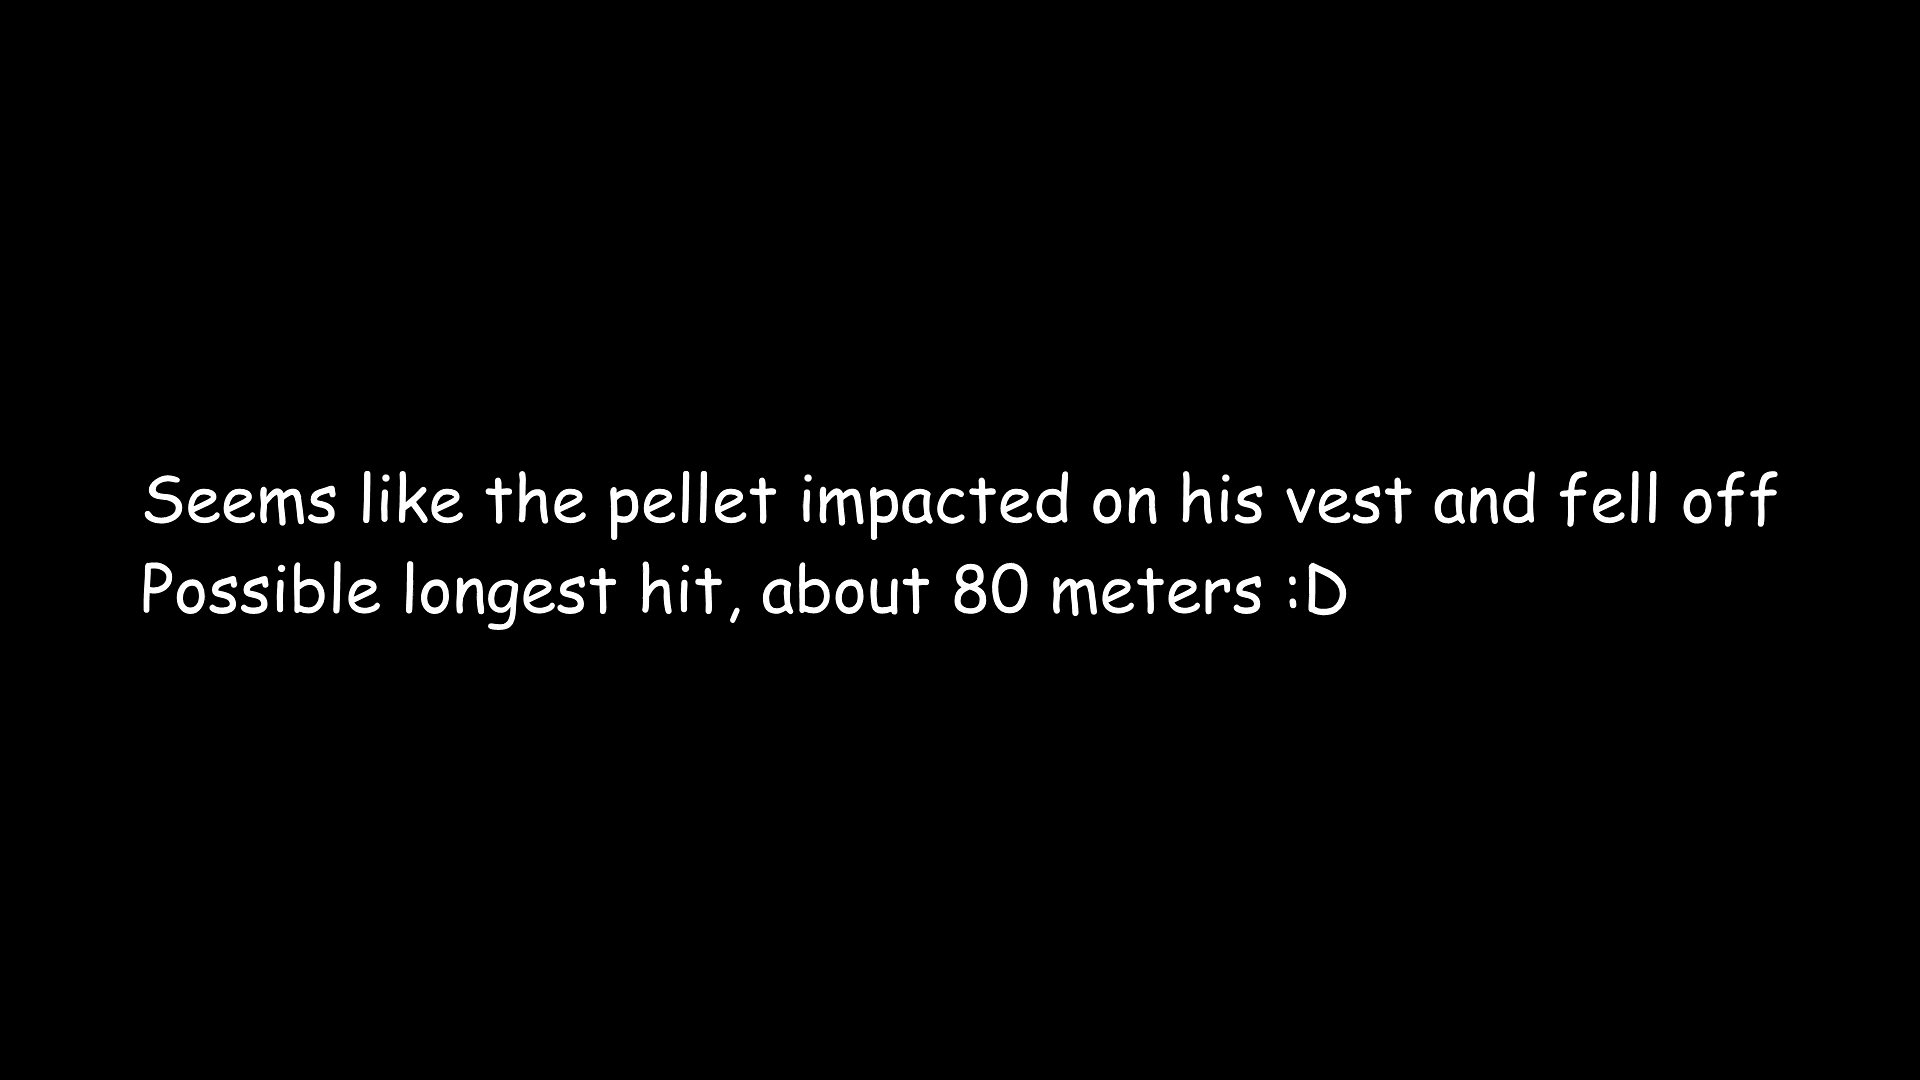 Seems like the pellet impacted on his vest and fell off
Possible longest hit, about 80 meters :D